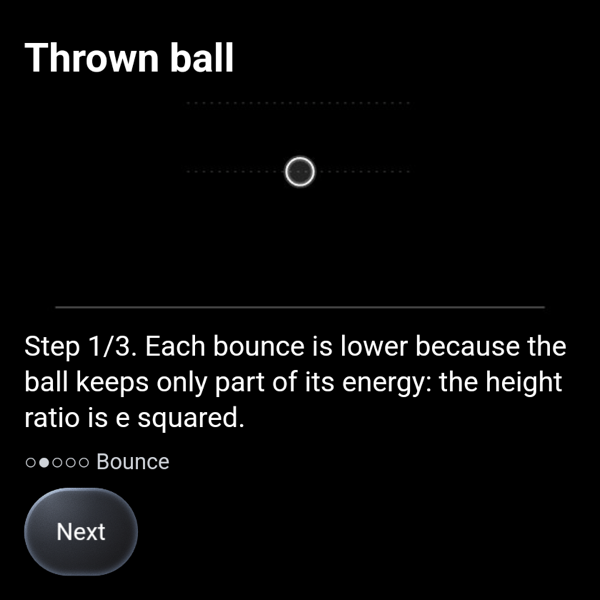 Thrown ball
Step 1/3. Each bounce is lower because the
ball keeps only part of its energy: the height
ratio is e squared.
○●○○○ Bounce
Next